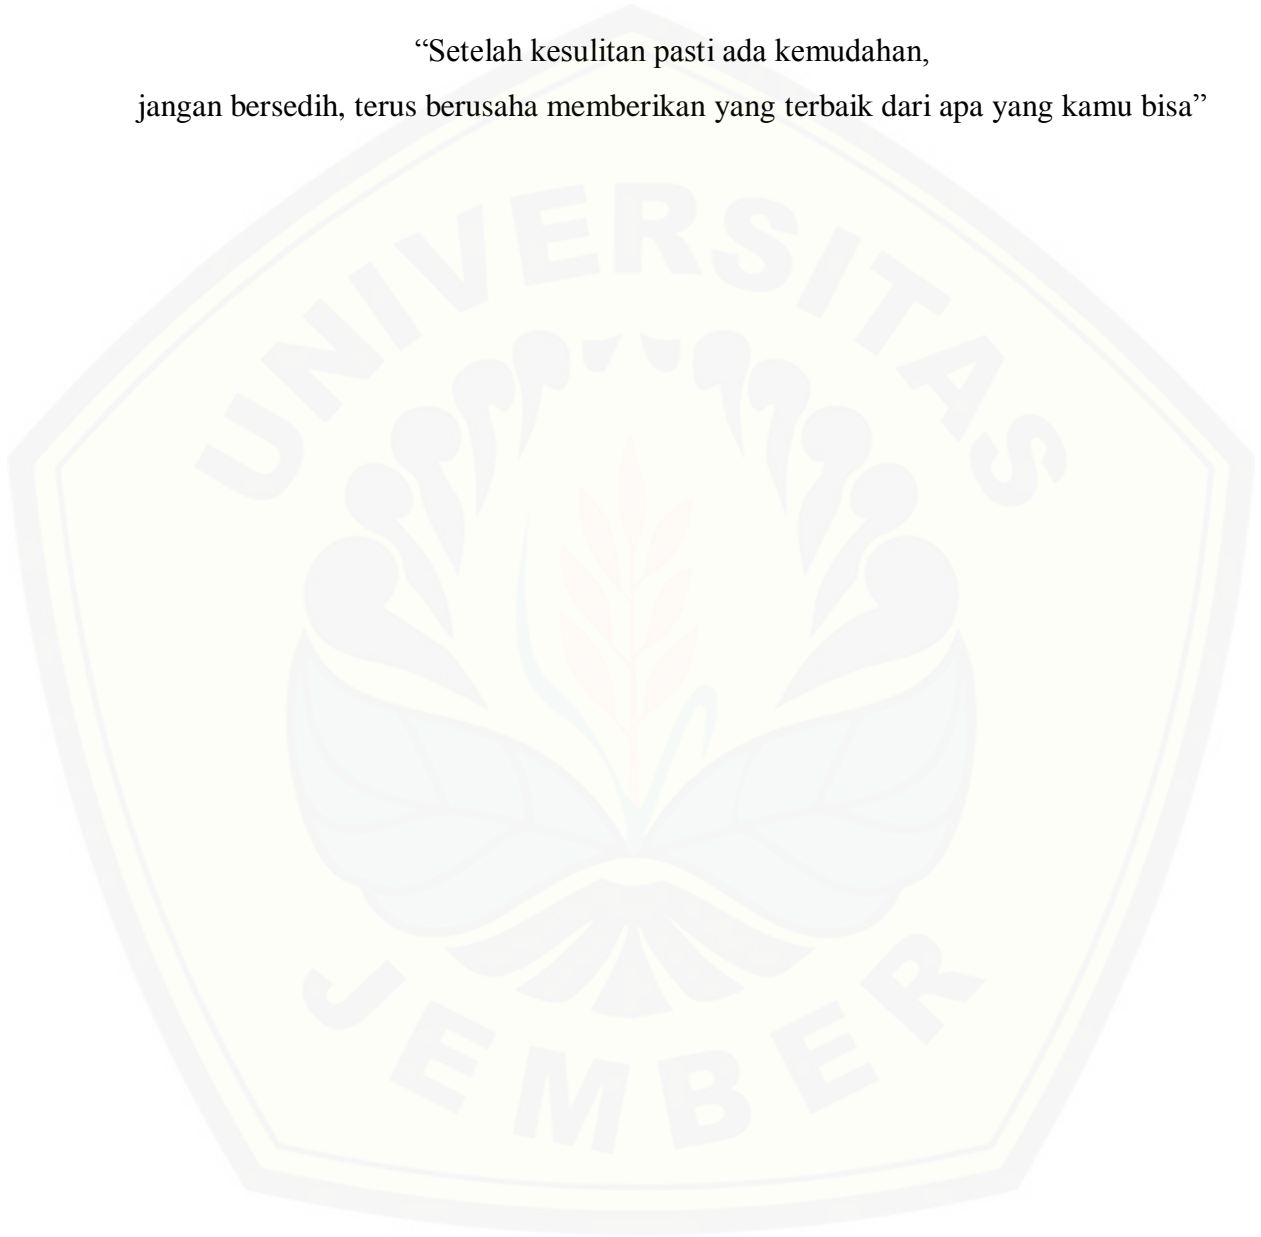 “Setelah kesulitan pasti ada kemudahan,
jangan bersedih, terus berusaha memberikan yang terbaik dari apa yang kamu bisa”
UNIVERSITAS
JEMBER